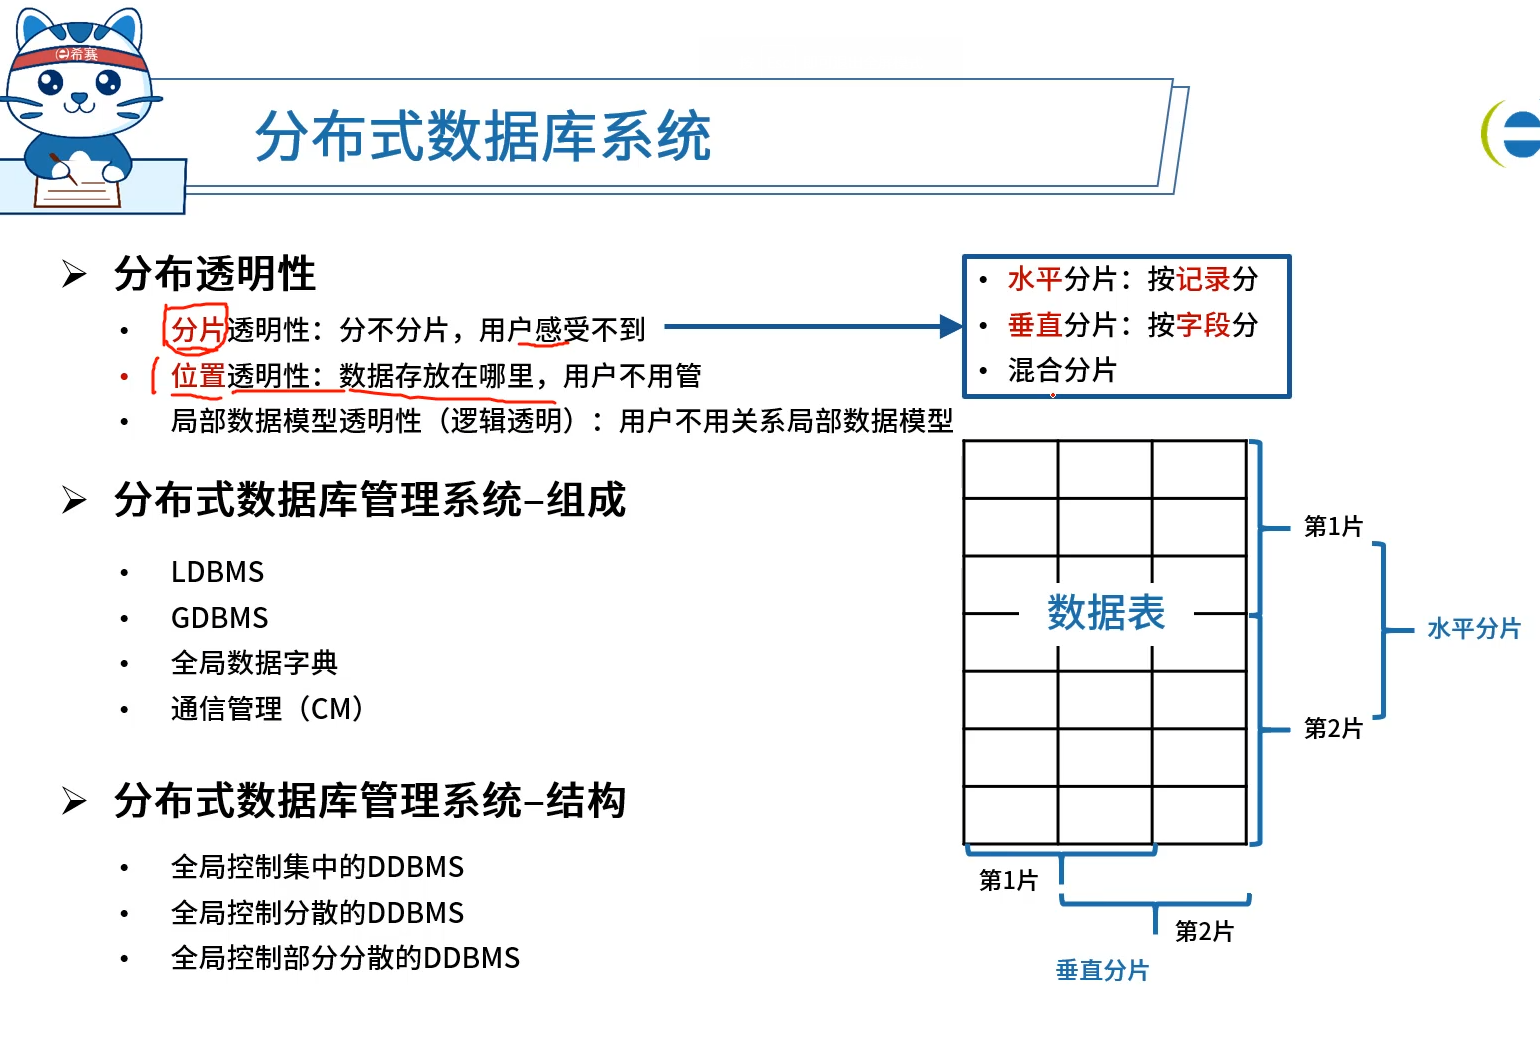 e希赛
分布式数据库系统
分布透明性
分片透明性：分不分片，用户感受不到
位置透明性：数据存放在哪里，用户不用管
局部数据模型透明性（逻辑透明）：用户不用关系局部数据模型
水平分片：按记录分
垂直分片：按字段分
混合分片
分布式数据库管理系统–组成
LDBMS
GDBMS
全局数据字典
通信管理（CM）
分布式数据库管理系统–结构
全局控制集中的DDBMS
全局控制分散的DDBMS
全局控制部分分散的DDBMS
数据表
第1片
第2片
水平分片
第1片
第2片
垂直分片